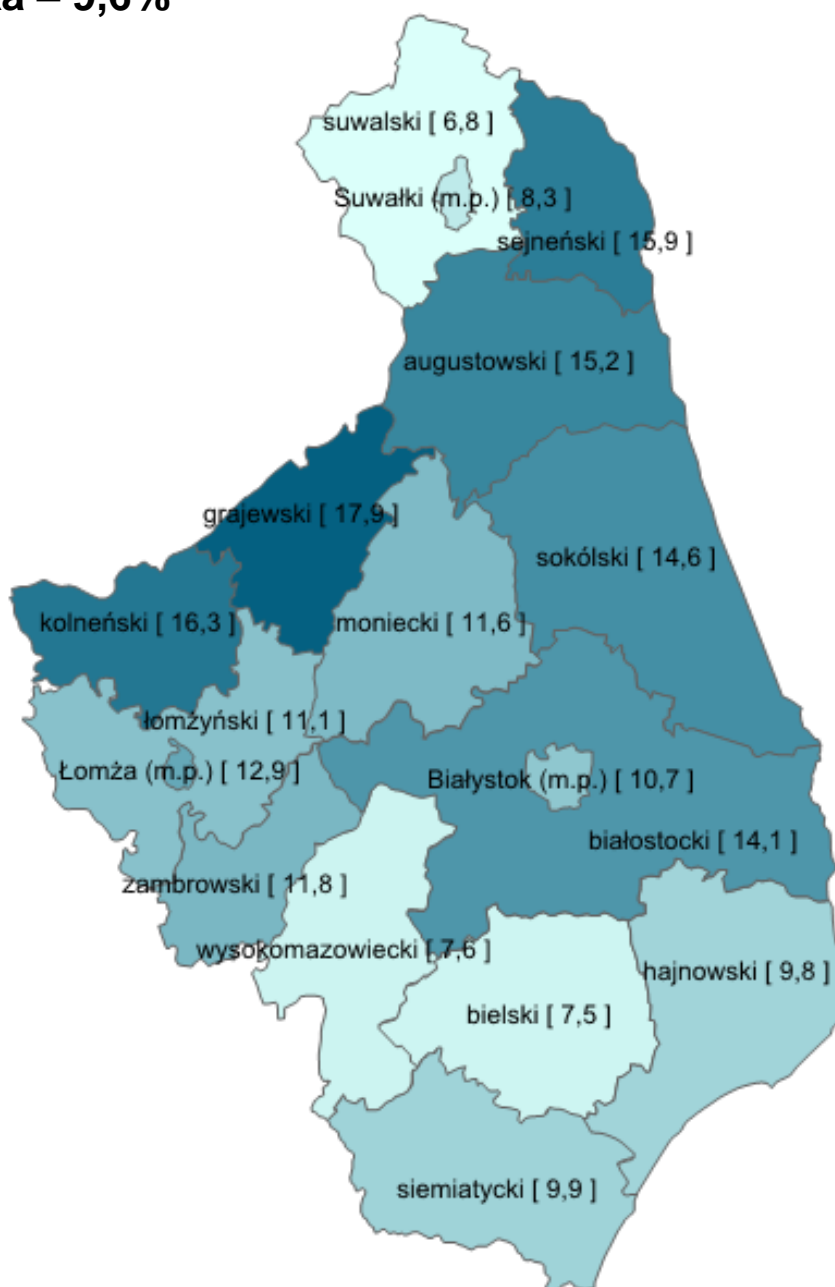 – 9,6%
suwalski [ 6,8 ]
Suwałki (m.p.) [ 8,3 ]
sejneński [ 15,9 ]
augustowski [ 15,2 ]
grajewski [ 17,9 ]
sokólski [ 14,6 ]
kolneński [ 16,3 ]
moniecki [ 11,6 ]
łomżyński [ 11,1 ]
Łomża (m.p.) [ 12,9 ]
Białystok (m.p.) [ 10,7 ]
białostocki [ 14,1 ]
zambrowski [ 11,8 ]
wysokomazowiecki [ 7,6 ]
hajnowski [ 9,8 ]
bielski [ 7,5 ]
siemiatycki [ 9,9 ]